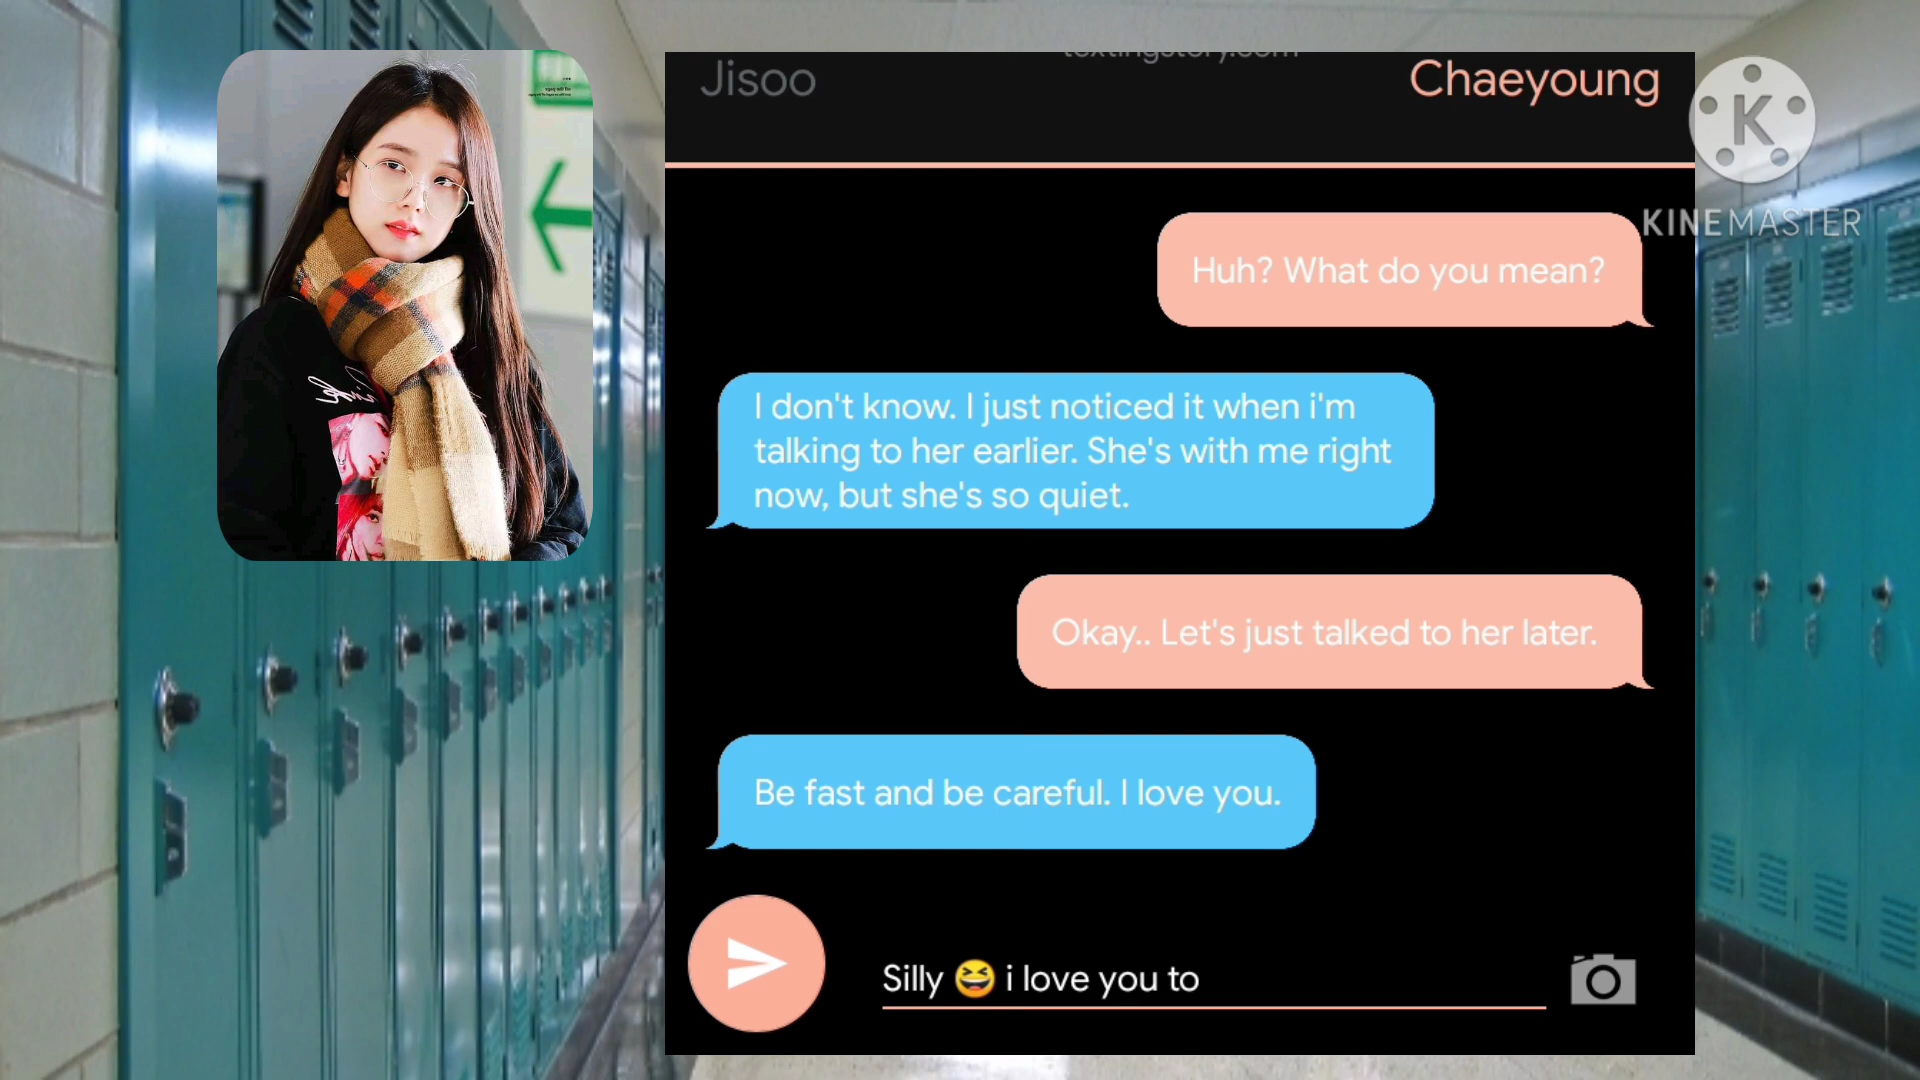 Jisoo
Chaeyoung
Huh? What do you mean?
I don't know. I just noticed it when i'm
talking to her earlier. She's with me right
now, but she's so quiet.
Okay.. Let's just talked to her later.
Be fast and be careful. I love you.
Silly 😆 i love you to
K
KINEMASTER
textingstory.com